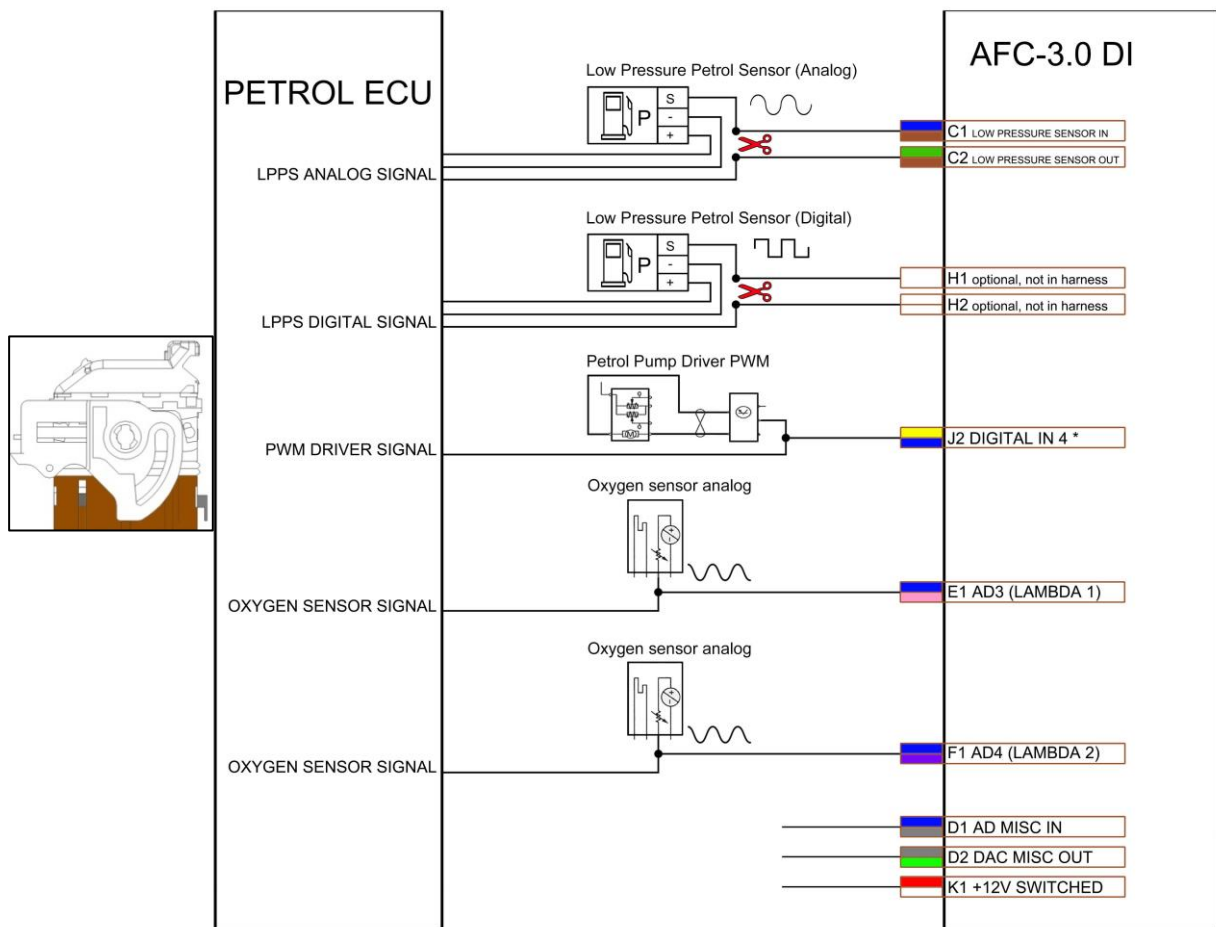 PETROL ECU
AFC-3.0 DI
Low Pressure Petrol Sensor (Analog)
P
S
-
+
C1 LOW PRESSURE SENSOR IN
C2 LOW PRESSURE SENSOR OUT
LPPS ANALOG SIGNAL
Low Pressure Petrol Sensor (Digital)
P
S
-
+
H1 optional, not in harness
H2 optional, not in harness
LPPS DIGITAL SIGNAL
Petrol Pump Driver PWM
J2 DIGITAL IN 4 *
PWM DRIVER SIGNAL
Oxygen sensor analog
E1 AD3 (LAMBDA 1)
OXYGEN SENSOR SIGNAL
Oxygen sensor analog
F1 AD4 (LAMBDA 2)
OXYGEN SENSOR SIGNAL
D1 AD MISC IN
D2 DAC MISC OUT
K1 +12V SWITCHED